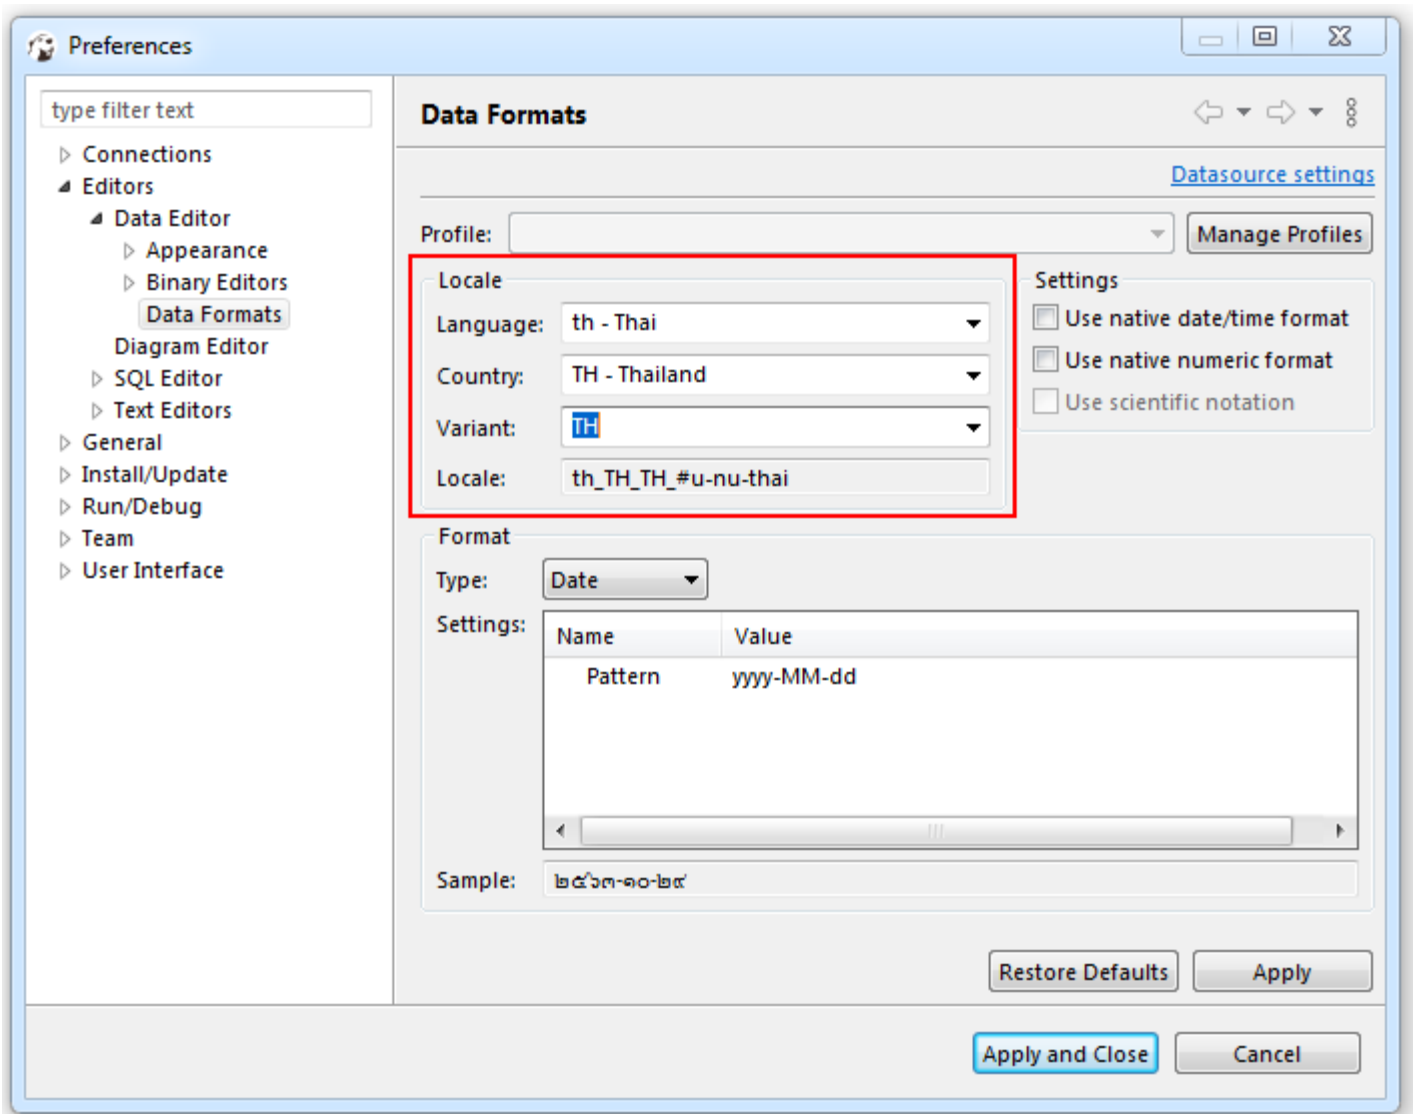 Preferences
type filter text
Connections
Editors
Data Editor
Appearance
Binary Editors
Data Formats
Diagram Editor
SQL Editor
Text Editors
General
Install/Update
Run/Debug
Team
User Interface
Data Formats
Datasource settings
Profile:
Manage Profiles
Locale
Language: th - Thai
Country: TH - Thailand
Variant: TH
Locale: th_TH_TH_#u-nu-thai
Settings
Use native date/time format
Use native numeric format
Use scientific notation
Format
Type: Date
Settings:
Name Value
Pattern yyyy-MM-dd
Sample: ๒๕๖๓-๑๐-๒๙
Restore Defaults Apply
Apply and Close Cancel